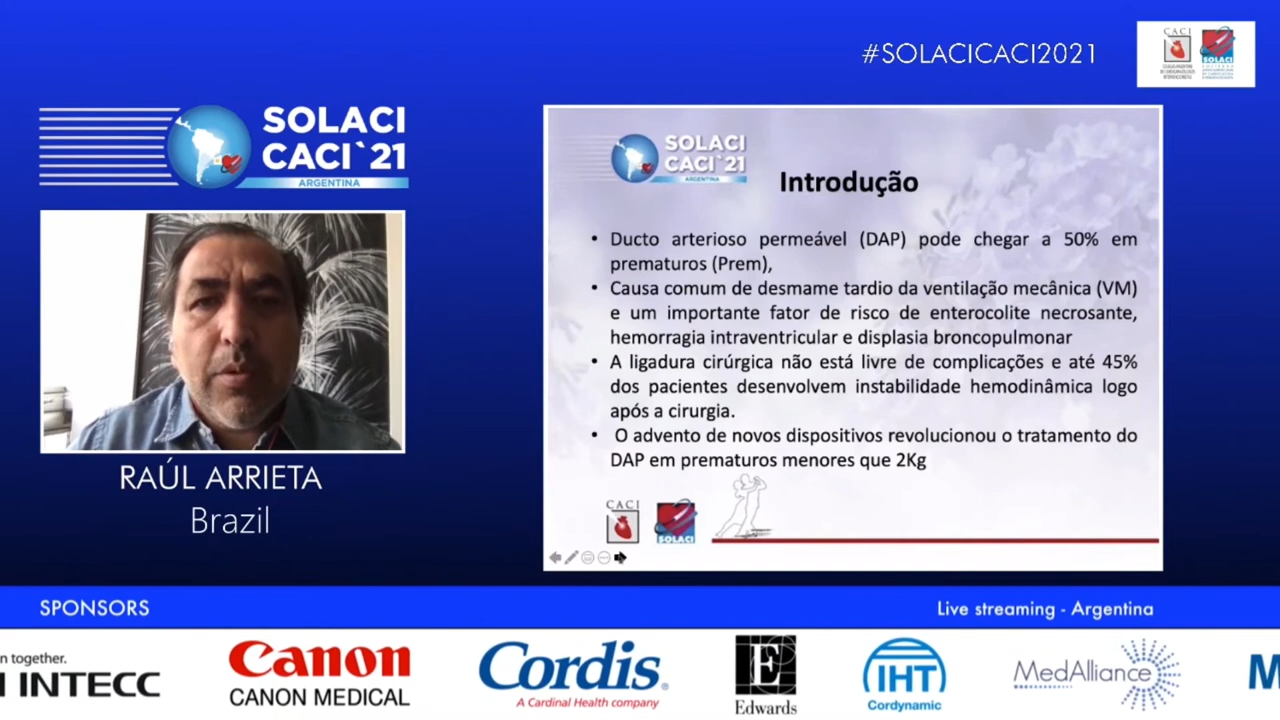 #SOLACICACI2021
CACI
SOLACI
SOLACI
CACI`21
ARGENTINA
RAÚL ARRIETA
Brazil
SOLACI
CACI`21
ARGENTINA
Introdução
• Ducto arterioso permeável (DAP) pode chegar a 50% em
prematuros (Prem),
• Causa comum de desmame tardio da ventilação mecânica (VM)
e um importante fator de risco de enterocolite necrosante,
hemorragia intraventricular e displasia broncopulmonar
• A ligadura cirúrgica não está livre de complicações e até 45%
dos pacientes desenvolvem instabilidade hemodinâmica logo
após a cirurgia.
• O advento de novos dispositivos revolucionou o tratamento do
DAP em prematuros menores que 2Kg
CACI
SOLACI
SPONSORS
Live streaming - Argentina
n together.
INTECC
Canon
CANON MEDICAL
Cordis®
A Cardinal Health company
E
Edwards
IHT
Cordynamic
MedAlliance
M